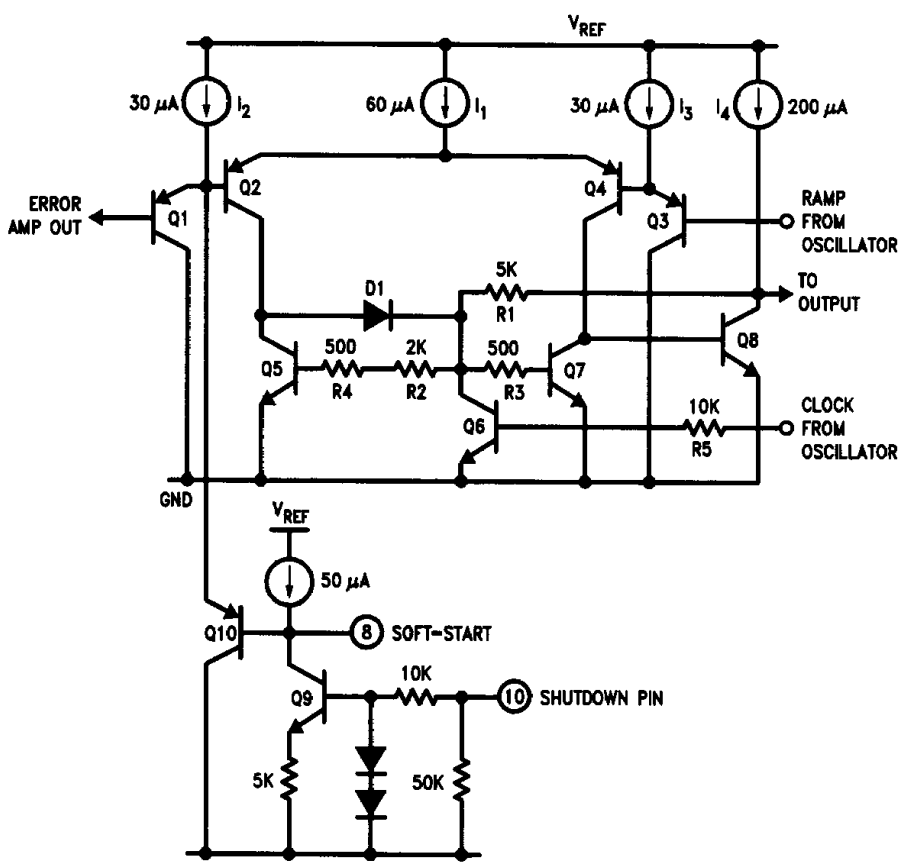 V_REF
30 μA I₂
60 μA I₁
30 μA I₃
I₄ 200 μA
Q2
Q4
ERROR
AMP OUT
Q1
Q3
RAMP
FROM
OSCILLATOR
5K
R1
TO
OUTPUT
D1
Q5
500
R4
2K
R2
500
R3
Q7
Q8
Q6
10K
R5
CLOCK
FROM
OSCILLATOR
GND
V_REF
50 μA
Q10
8 SOFT-START
Q9
10K
10 SHUTDOWN PIN
5K
50K